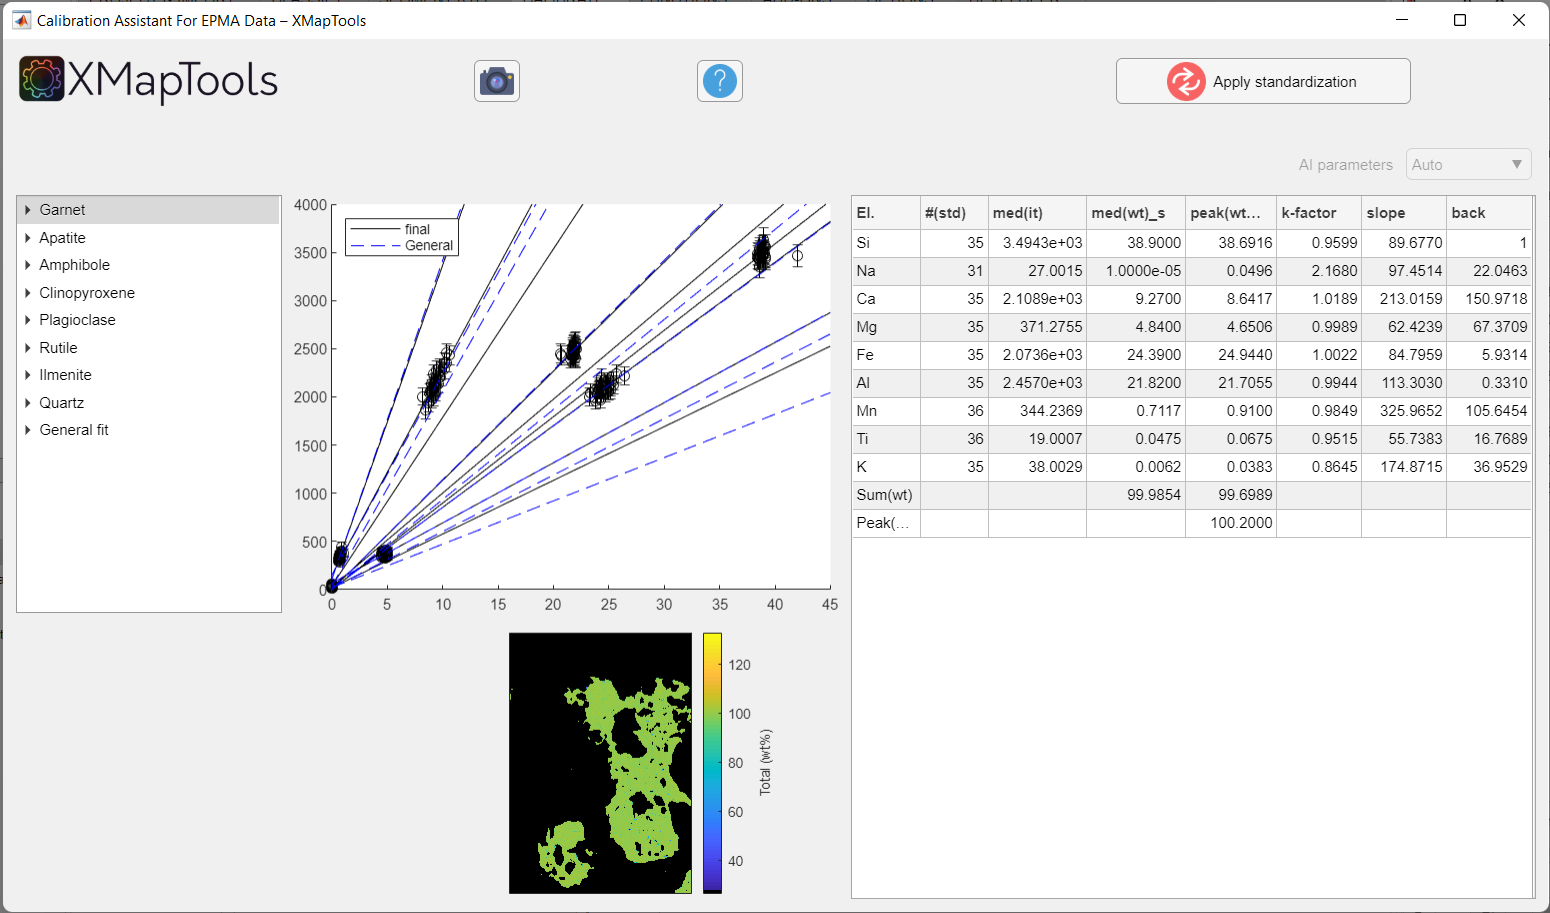 Calibration Assistant For EPMA Data – XMapTools
XMapTools
?
Apply standardization
AI parameters
Auto
Garnet
Apatite
Amphibole
Clinopyroxene
Plagioclase
Rutile
Ilmenite
Quartz
General fit
4000
3500
3000
2500
2000
1500
1000
500
0
0 5 10 15 20 25 30 35 40 45
final
General
120
100
80
60
40
Total (wt%)
El. #(std) med(it) med(wt)_s peak(wt... k-factor slope back
Si 35 3.4943e+03 38.9000 38.6916 0.9599 89.6770 1
Na 31 27.0015 1.0000e-05 0.0496 2.1680 97.4514 22.0463
Ca 35 2.1089e+03 9.2700 8.6417 1.0189 213.0159 150.9718
Mg 35 371.2755 4.8400 4.6506 0.9989 62.4239 67.3709
Fe 35 2.0736e+03 24.3900 24.9440 1.0022 84.7959 5.9314
Al 35 2.4570e+03 21.8200 21.7055 0.9944 113.3030 0.3310
Mn 36 344.2369 0.7117 0.9100 0.9849 325.9652 105.6454
Ti 36 19.0007 0.0475 0.0675 0.9515 55.7383 16.7689
K 35 38.0029 0.0062 0.0383 0.8645 174.8715 36.9529
Sum(wt) 99.9854 99.6989
Peak(... 100.2000